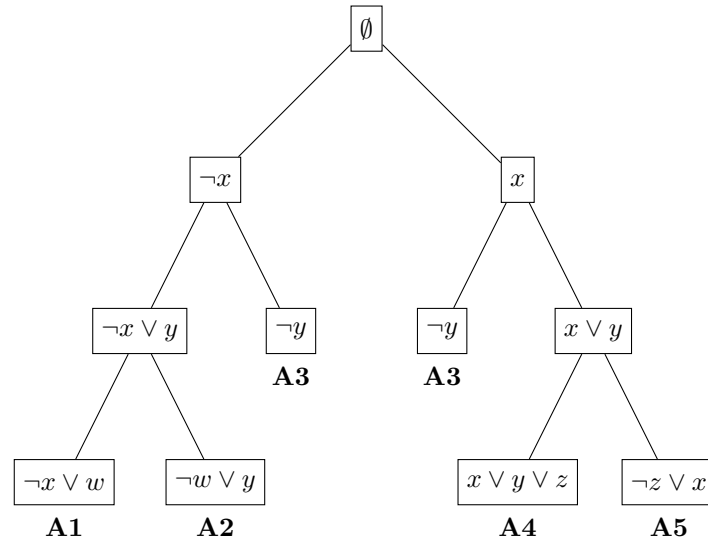 ∅
¬x x
¬x ∨ y ¬y ¬y x ∨ y
A3 A3
¬x ∨ w ¬w ∨ y x ∨ y ∨ z ¬z ∨ x
A1 A2 A4 A5